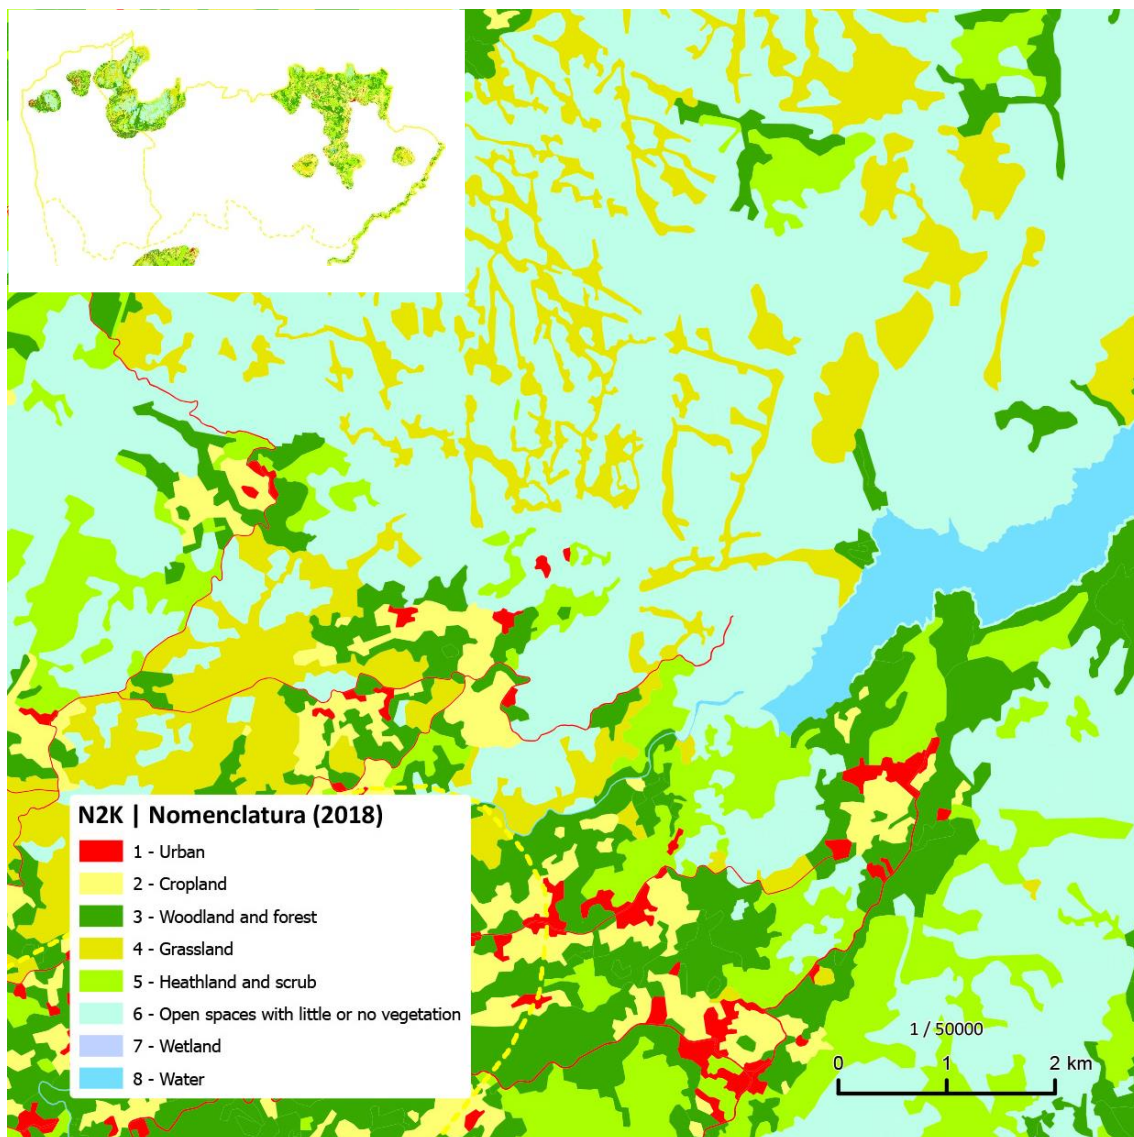 N2K | Nomenclatura (2018)
1 - Urban
2 - Cropland
3 - Woodland and forest
4 - Grassland
5 - Heathland and scrub
6 - Open spaces with little or no vegetation
7 - Wetland
8 - Water
1 / 50000
0 1 2 km